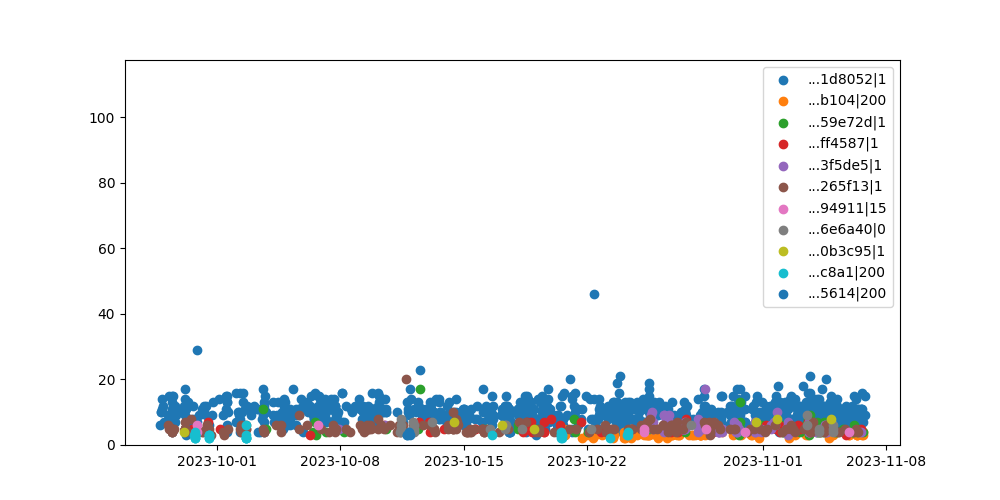 100
80
60
40
20
0
2023-10-01
2023-10-08
2023-10-15
2023-10-22
2023-11-01
2023-11-08
...1d8052|1
...b104|200
...59e72d|1
...ff4587|1
...3f5de5|1
...265f13|1
...94911|15
...6e6a40|0
...0b3c95|1
...c8a1|200
...5614|200